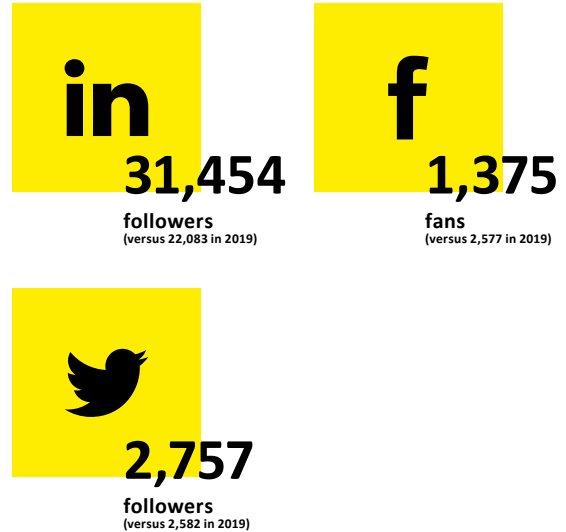 in
31,454
followers
(versus 22,083 in 2019)
f
1,375
fans
(versus 2,577 in 2019)
2,757
followers
(versus 2,582 in 2019)